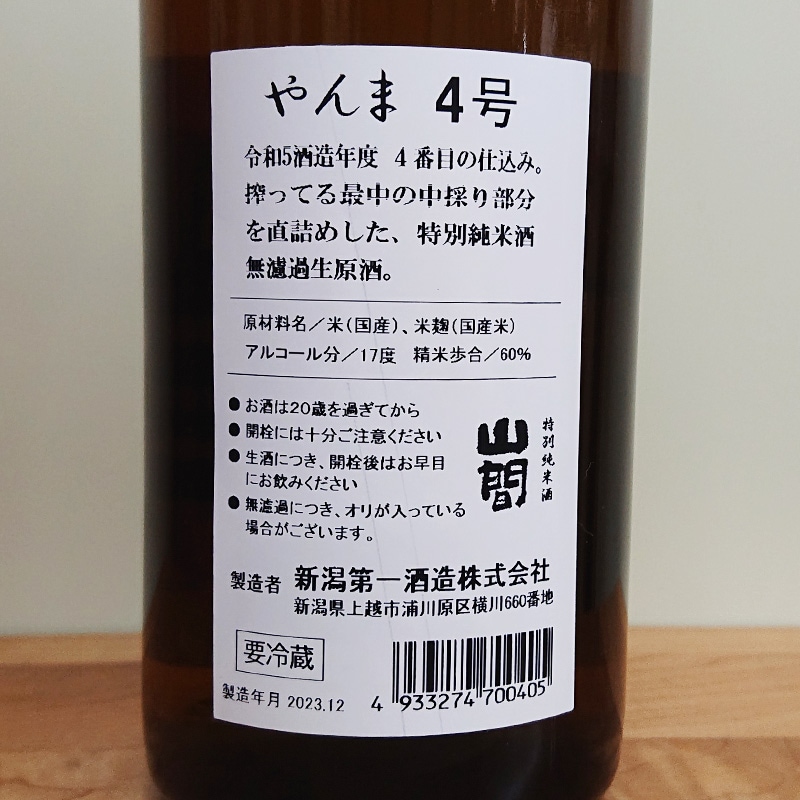 やんま 4号
令和5酒造年度 4番目の仕込み。
搾ってる最中の中採り部分
を直詰めした、特別純米酒
無濾過生原酒。
原材料名／米(国産)、米麹(国産米)
アルコール分／17度 精米歩合／60%
●お酒は20歳を過ぎてから
●開栓には十分ご注意ください
●生酒につき、開栓後はお早目
にお飲みください
●無濾過につき、オリが入っている
場合がございます。
特別純米酒
山間
製造者 新潟第一酒造株式会社
新潟県上越市浦川原区横川660番地
要冷蔵
製造年月 2023.12
4 933274 700405